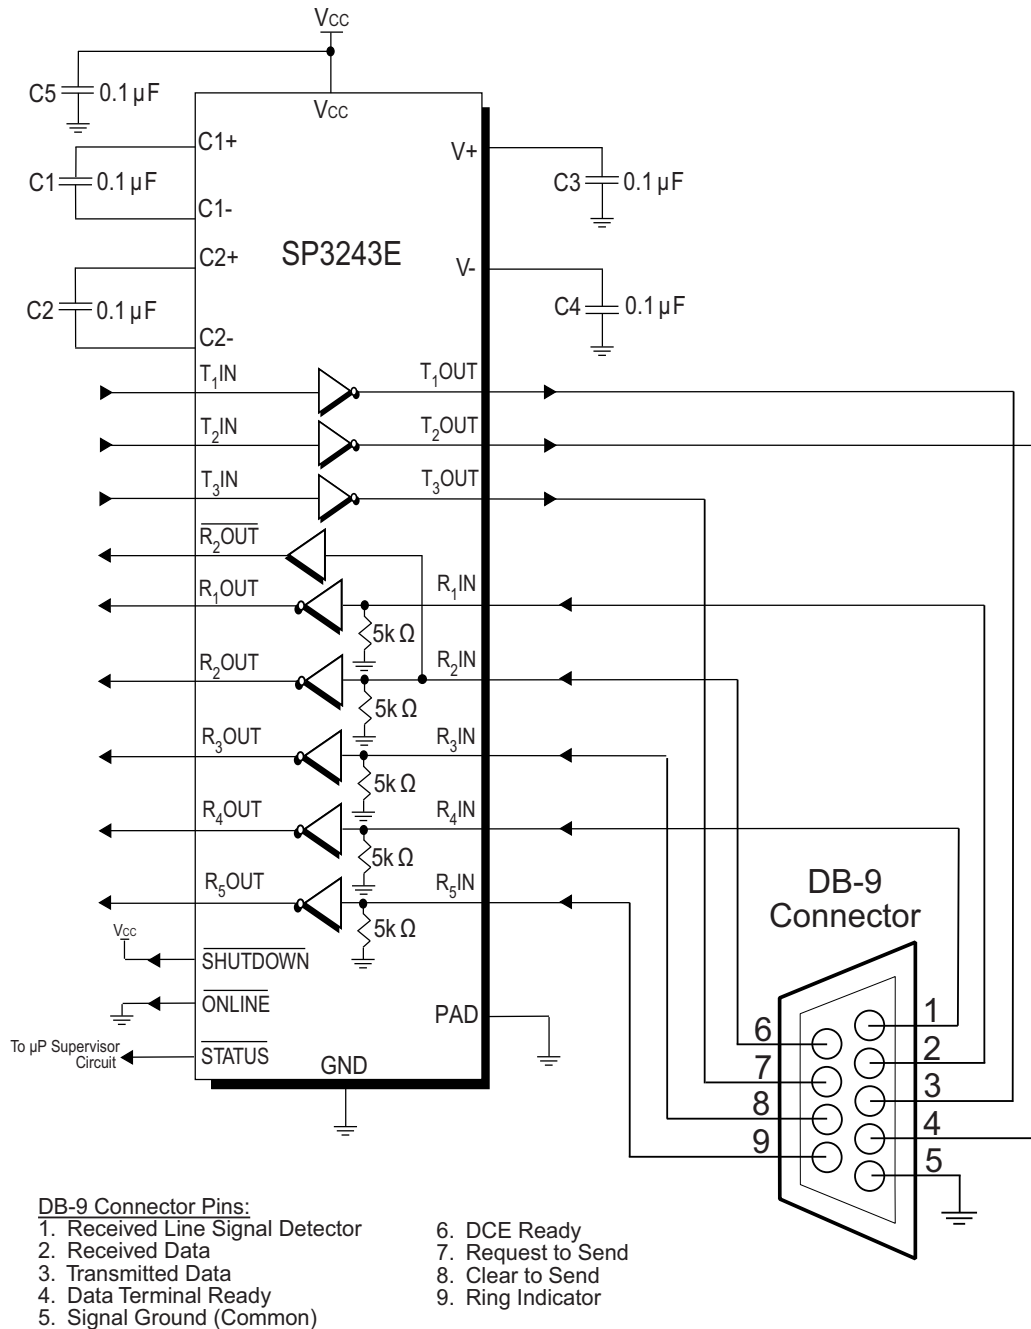 VCC
C5 0.1 µF
VCC
C1+
V+
C1 0.1 µF
C3 0.1 µF
C1-
C2+
SP3243E
V-
C2 0.1 µF
C4 0.1 µF
C2-
T1IN
T1OUT
T2IN
T2OUT
T3IN
T3OUT
R2OUT
R1OUT
R1IN
5k Ω
R2OUT
R2IN
5k Ω
R3OUT
R3IN
5k Ω
R4OUT
R4IN
5k Ω
R5OUT
R5IN
5k Ω
VCC
SHUTDOWN
ONLINE
PAD
To µP Supervisor
Circuit
STATUS
GND
DB-9
Connector
1
6
2
7
3
8
4
9
5
DB-9 Connector Pins:
1. Received Line Signal Detector
2. Received Data
3. Transmitted Data
4. Data Terminal Ready
5. Signal Ground (Common)
6. DCE Ready
7. Request to Send
8. Clear to Send
9. Ring Indicator